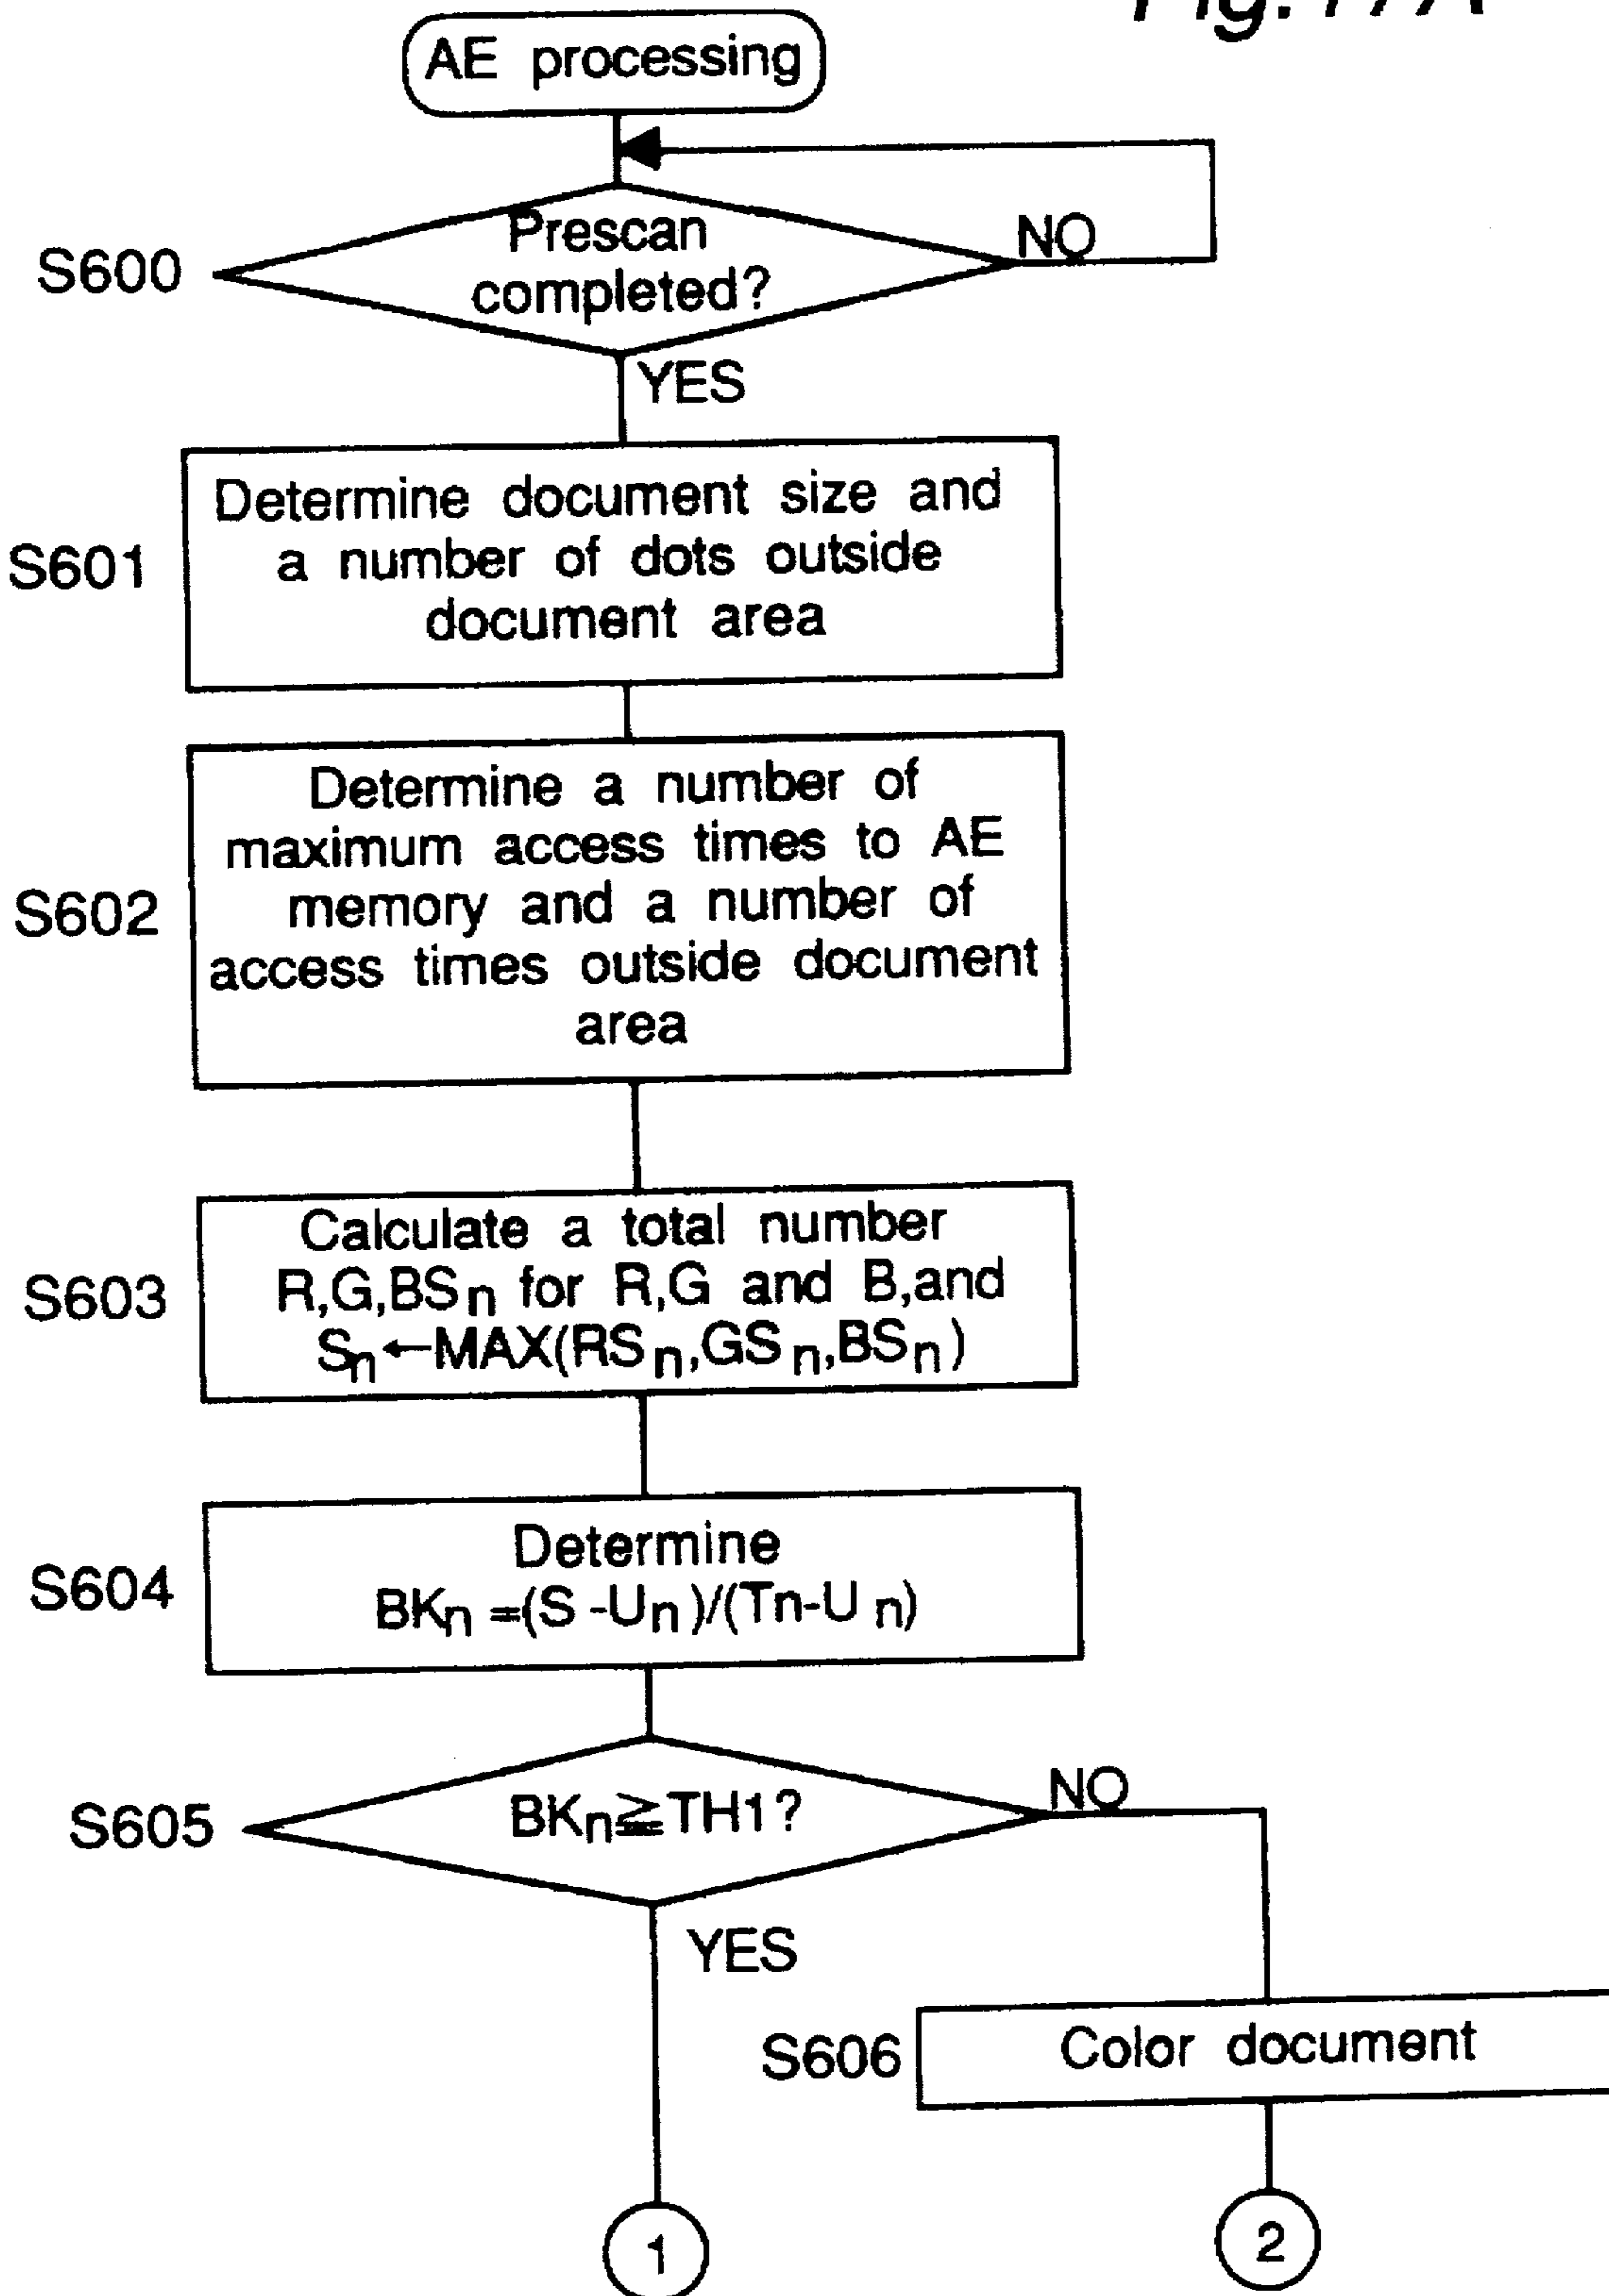 Fig. 17A
AE processing
Prescan
completed?
NO
S600
YES
Determine document size and
a number of dots outside
document area
S601
Determine a number of
maximum access times to AE
memory and a number of
access times outside document
area
S602
Calculate a total number
R,G,BSn for R,G and B,and
Sn←MAX(RSn,GSn,BSn)
S603
Determine
BKn =(S -Un)/(Tn-Un)
S604
BKn≧TH1?
NO
S605
YES
S606
Color document
1
2